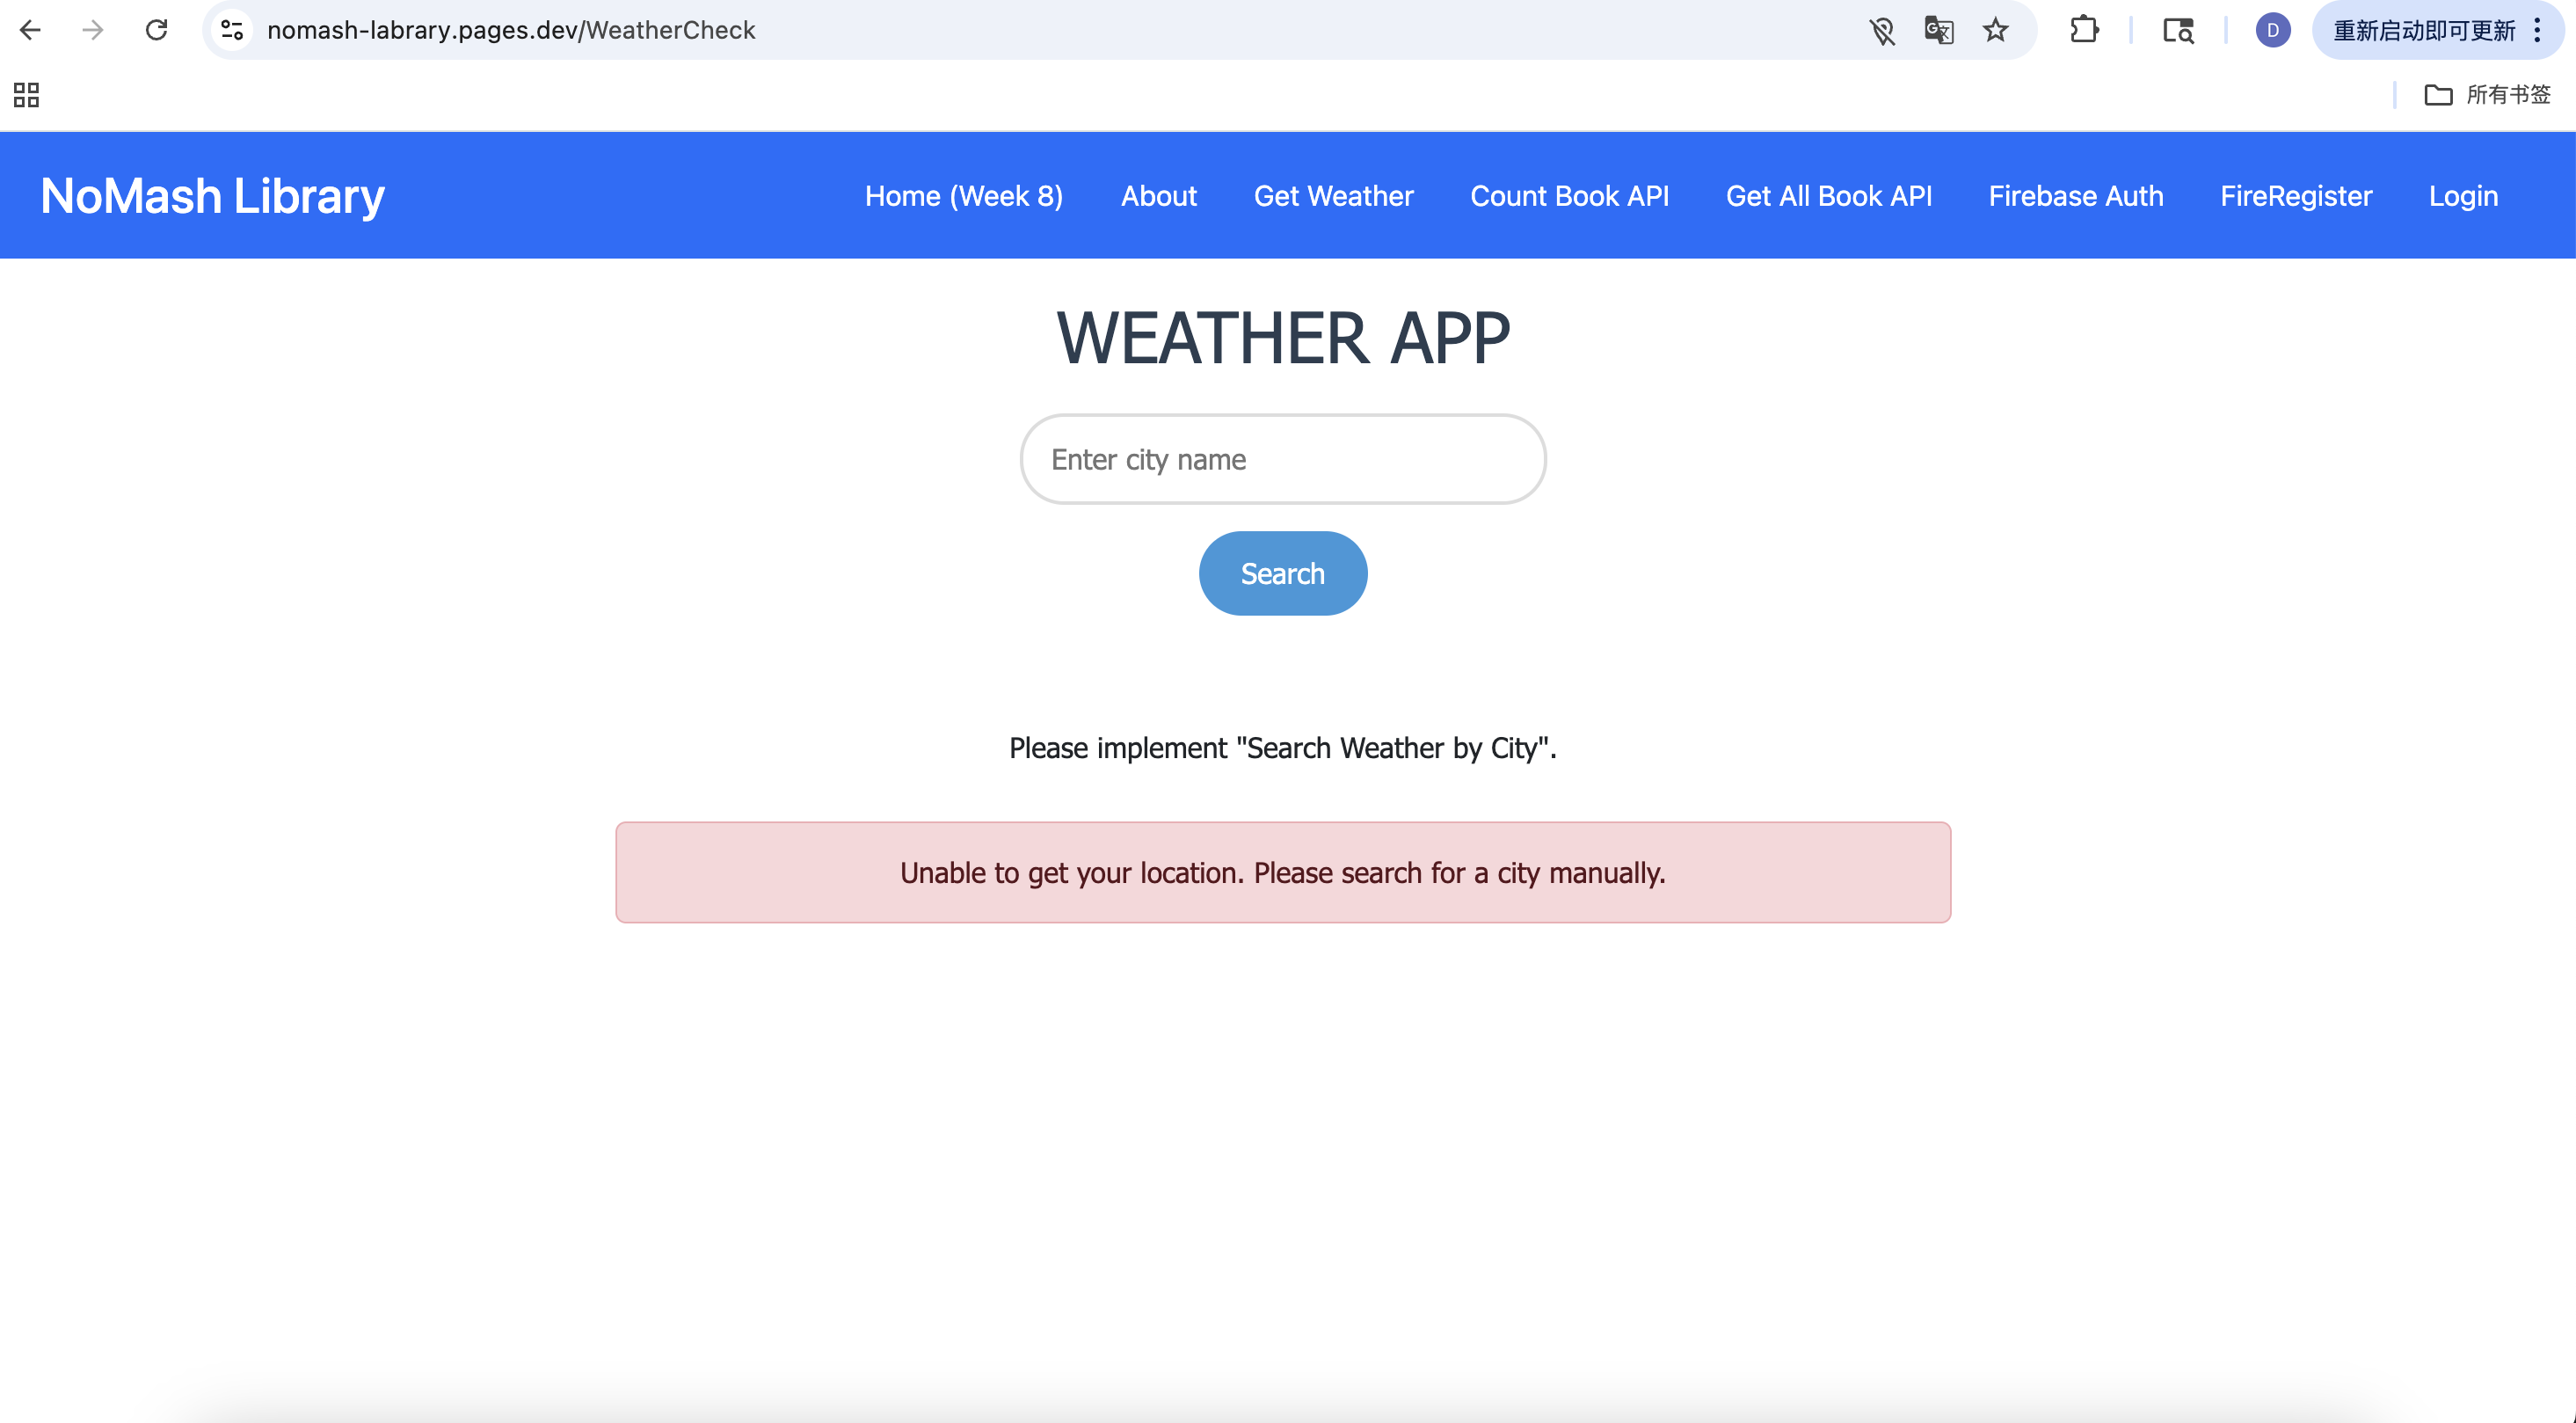 nomash-labrary.pages.dev/WeatherCheck
D
重新启动即可更新
所有书签
NoMash Library
Home (Week 8) About Get Weather Count Book API Get All Book API Firebase Auth FireRegister Login
WEATHER APP
Enter city name
Search
Please implement "Search Weather by City".
Unable to get your location. Please search for a city manually.